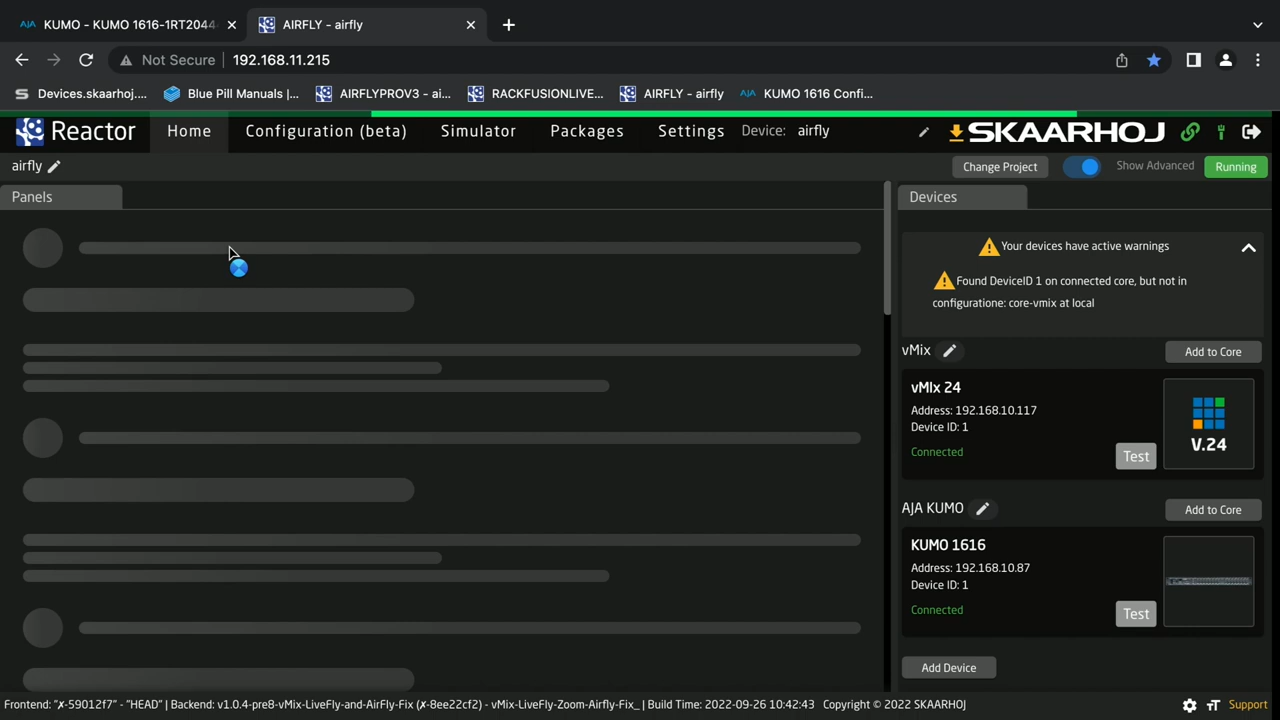 AJA KUMO - KUMO 1616-1RT2044
AIRFLY - airfly
Not Secure 192.168.11.215
Devices.skaarhoj.... Blue Pill Manuals |... AIRFLYPROV3 - ai... RACKFUSIONLIVE... AIRFLY - airfly AJA KUMO 1616 Confi...
Reactor Home Configuration (beta) Simulator Packages Settings Device: airfly SKAARHOJ
airfly Change Project Show Advanced Running
Panels
Devices
Your devices have active warnings
Found DeviceID 1 on connected core, but not in
configuratione: core-vmix at local
vMix Add to Core
vMIx 24
Address: 192.168.10.117
Device ID: 1
Connected
Test
V.24
AJA KUMO Add to Core
KUMO 1616
Address: 192.168.10.87
Device ID: 1
Connected
Test
Add Device
Frontend: "✗-59012f7" - "HEAD" | Backend: v1.0.4-pre8-vMix-LiveFly-and-AirFly-Fix (✗-8ee22cf2) - vMix-LiveFly-Zoom-Airfly-Fix_ | Build Time: 2022-09-26 10:42:43 Copyright © 2022 SKAARHOJ
Support